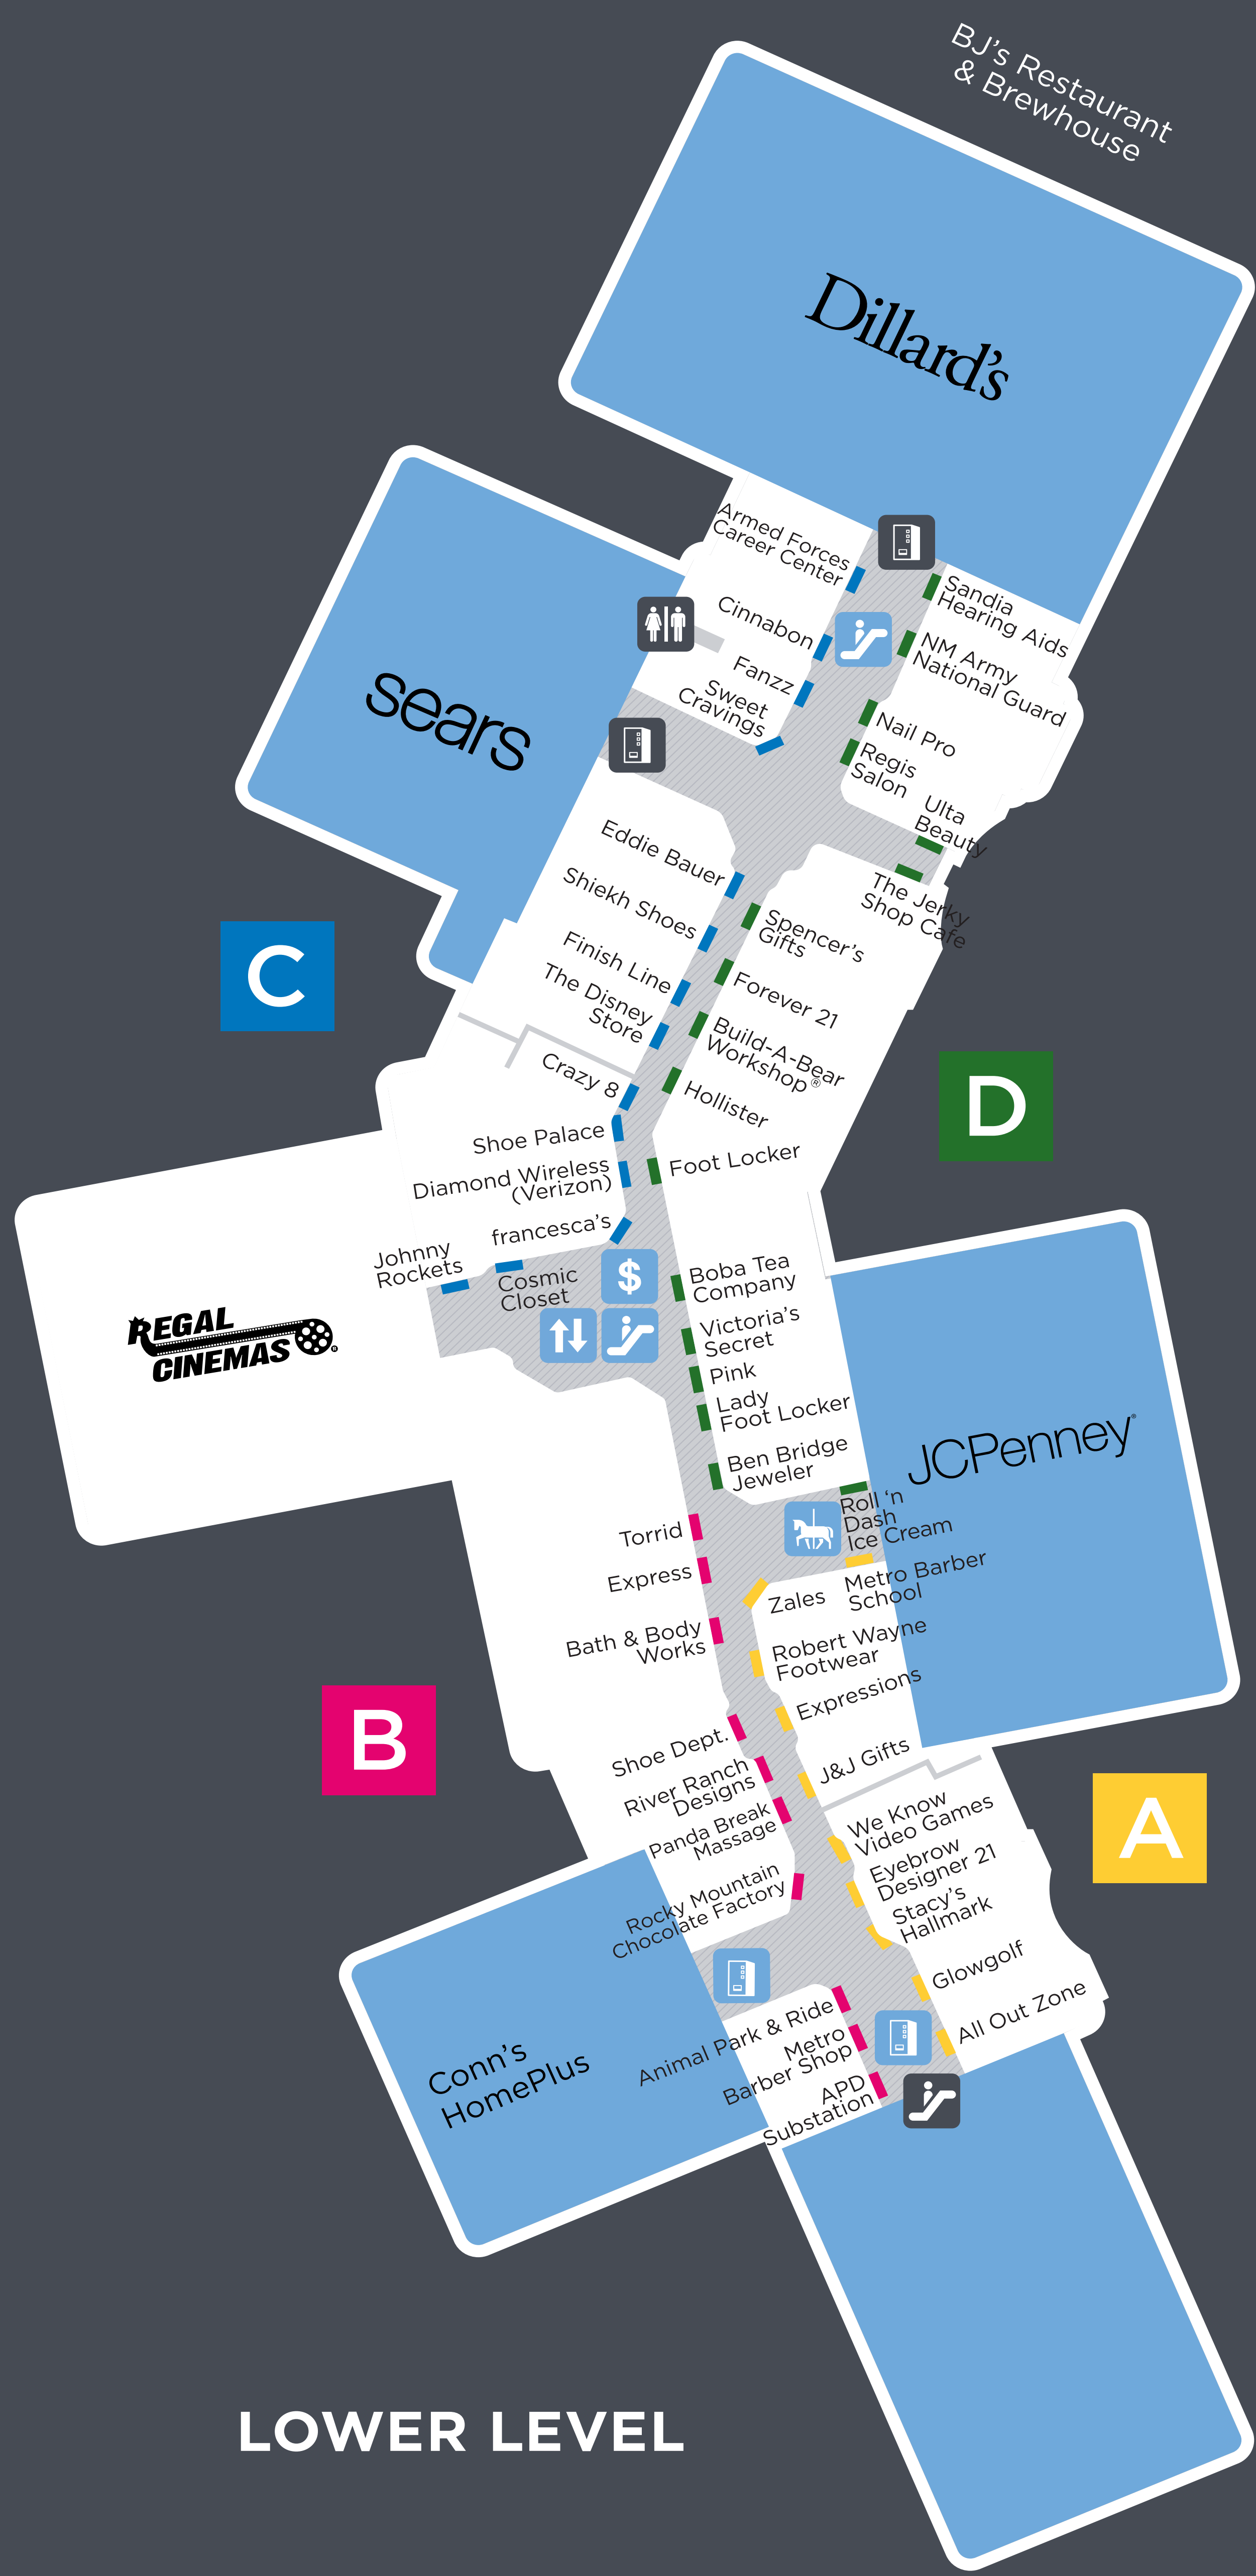 BJ's Restaurant
& Brewhouse
Dillard's
Armed Forces
Career Center
Sandia
Hearing Aids
Cinnabon
NM Army
National Guard
Fanzz
Sweet
Cravings
Nail Pro
Regis
Salon
sears
Ulta
Beauty
Eddie Bauer
The Jerky
Shop Cafe
Shiekh Shoes
Spencer's
Gifts
Finish Line
Forever 21
The Disney
Store
Build-A-Bear
Workshop®
C
Crazy 8
Hollister
D
Shoe Palace
Foot Locker
Diamond Wireless
(Verizon)
francesca's
Johnny
Rockets
Cosmic
Closet
$
Boba Tea
Company
REGAL
CINEMAS®
Victoria's
Secret
Pink
Lady
Foot Locker
JCPenney®
Ben Bridge
Jeweler
Roll 'n
Dash
Ice Cream
Torrid
Express
Metro Barber
School
Zales
Bath & Body
Works
Robert Wayne
Footwear
Expressions
B
Shoe Dept.
J&J Gifts
River Ranch
Designs
A
We Know
Video Games
Panda Break
Massage
Eyebrow
Designer 21
Rocky Mountain
Chocolate Factory
Stacy's
Hallmark
Glowgolf
Animal Park & Ride
All Out Zone
Metro
Barber Shop
Conn's
HomePlus
APD
Substation
LOWER LEVEL